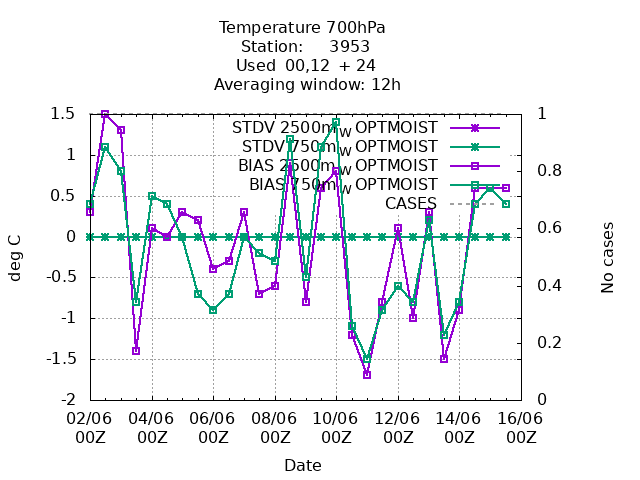 Temperature 700hPa
Station: 3953
Used 00,12 + 24
Averaging window: 12h
STDV 2500m_W OPTMOIST
STDV 750m_W OPTMOIST
BIAS 2500m_W OPTMOIST
BIAS 750m_W OPTMOIST
CASES
1.5
1
0.5
0
-0.5
-1
-1.5
-2
deg C
1
0.8
0.6
0.4
0.2
0
No cases
02/06 04/06 06/06 08/06 10/06 12/06 14/06 16/06
00Z 00Z 00Z 00Z 00Z 00Z 00Z 00Z
Date